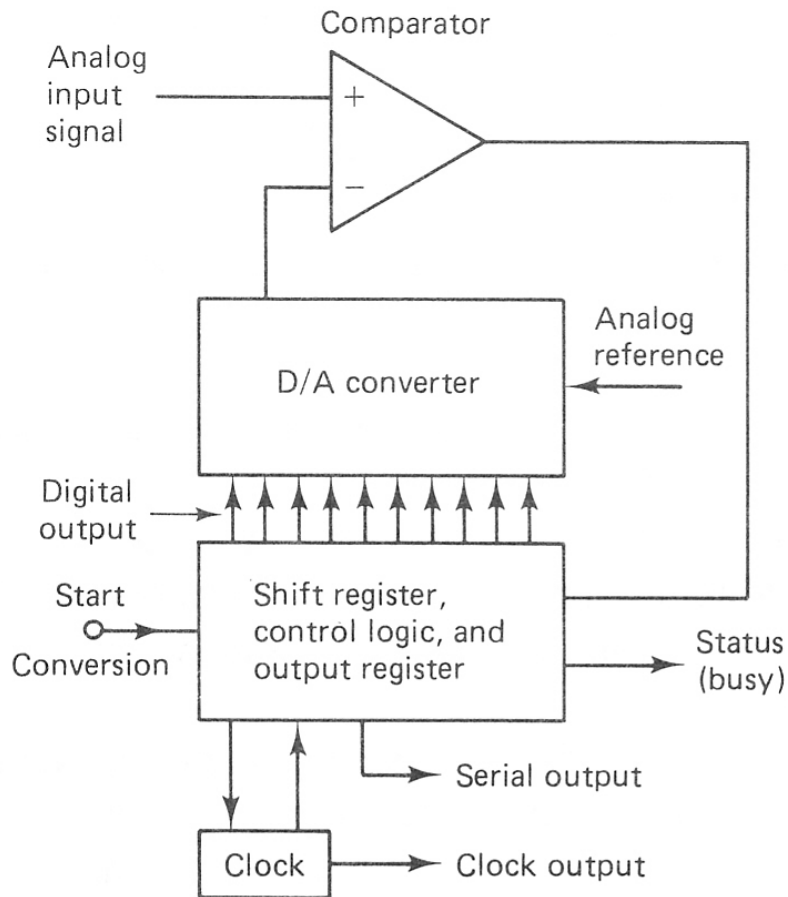 Comparator
Analog
input
signal
+
−
Analog
reference
D/A converter
Digital
output
Start
Conversion
Shift register,
control logic, and
output register
Status
(busy)
Serial output
Clock
Clock output